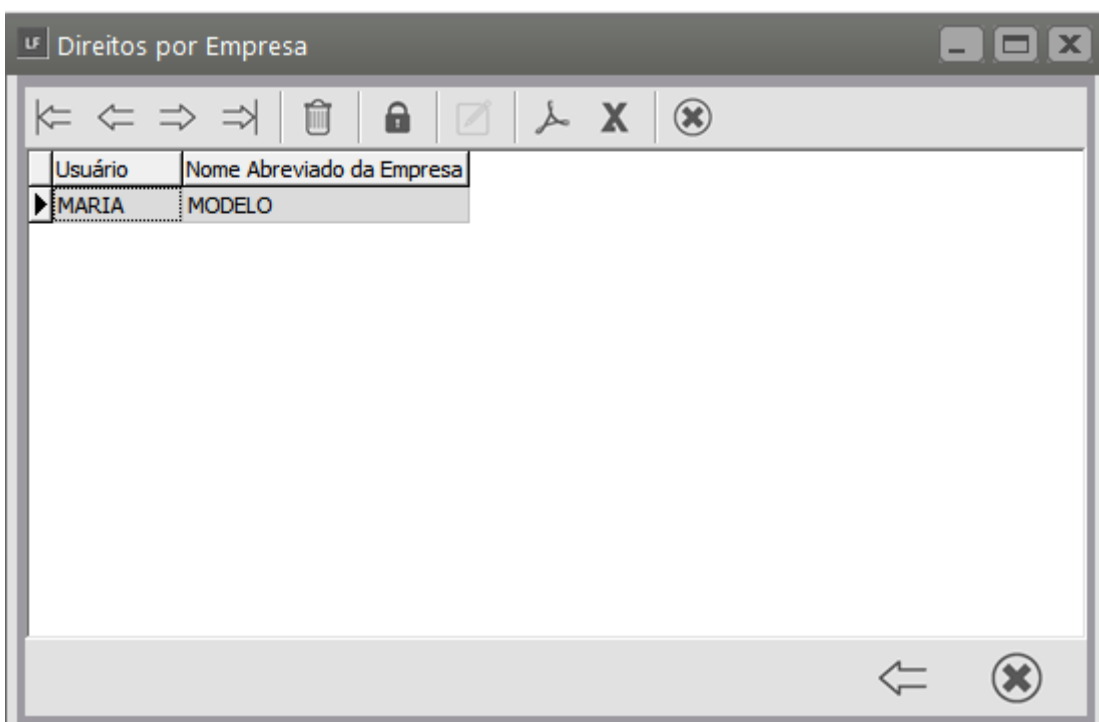 LF Direitos por Empresa
Usuário Nome Abreviado da Empresa
MARIA MODELO